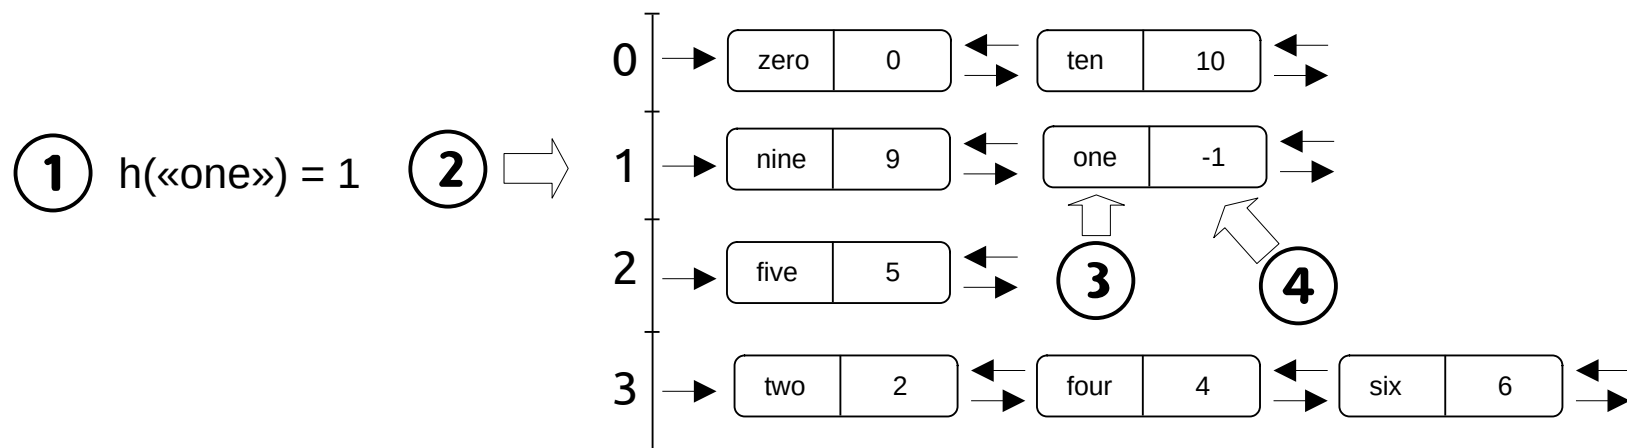 0 zero 0 ten 10
1 h(«one») = 1 2 1 nine 9 one -1
2 five 5 3 4
3 two 2 four 4 six 6